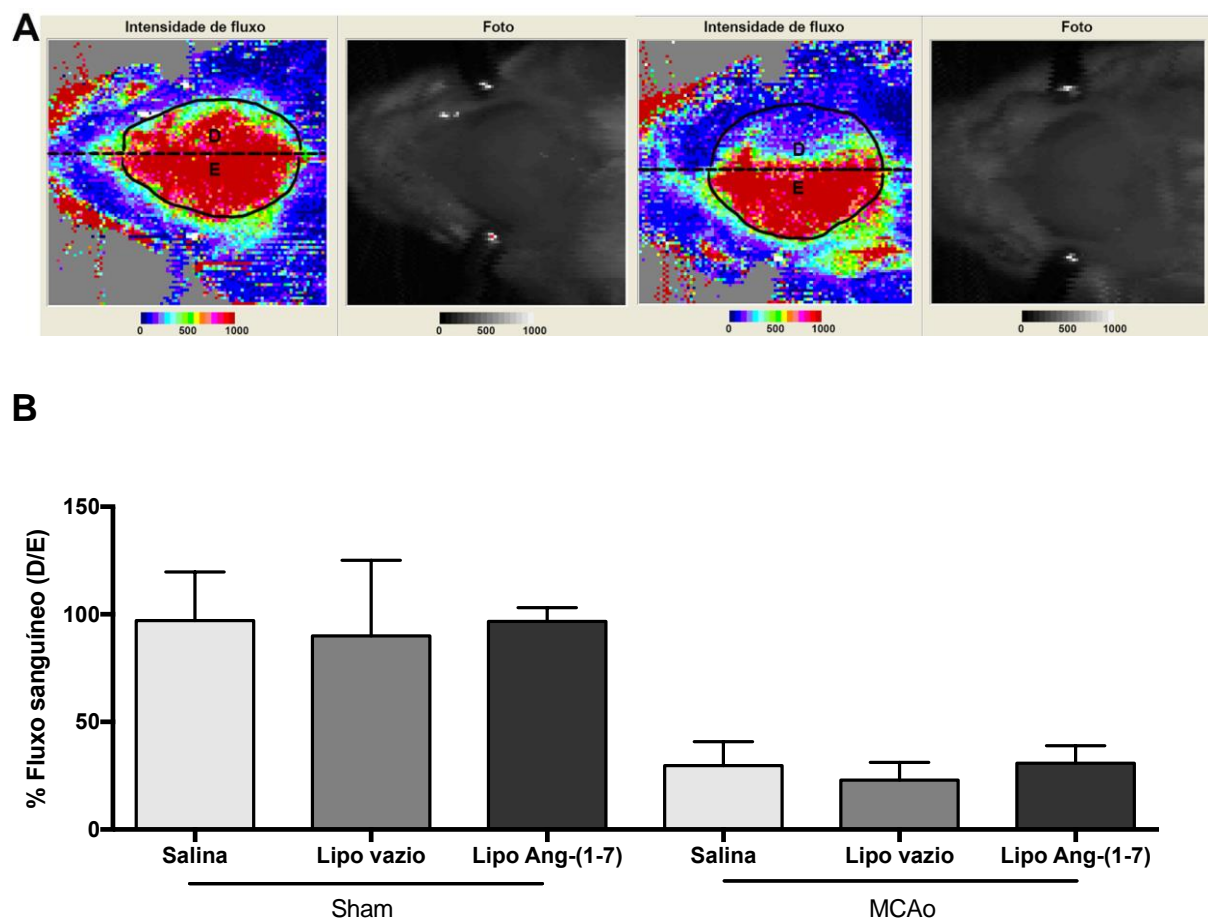 A
Intensidade de fluxo Foto Intensidade de fluxo Foto
D D
E E
0 500 1000 0 500 1000 0 500 1000 0 500 1000
B
% Fluxo sanguíneo (D/E)
150
100
50
0
Salina Lipo vazio Lipo Ang-(1-7) Salina Lipo vazio Lipo Ang-(1-7)
Sham MCAo